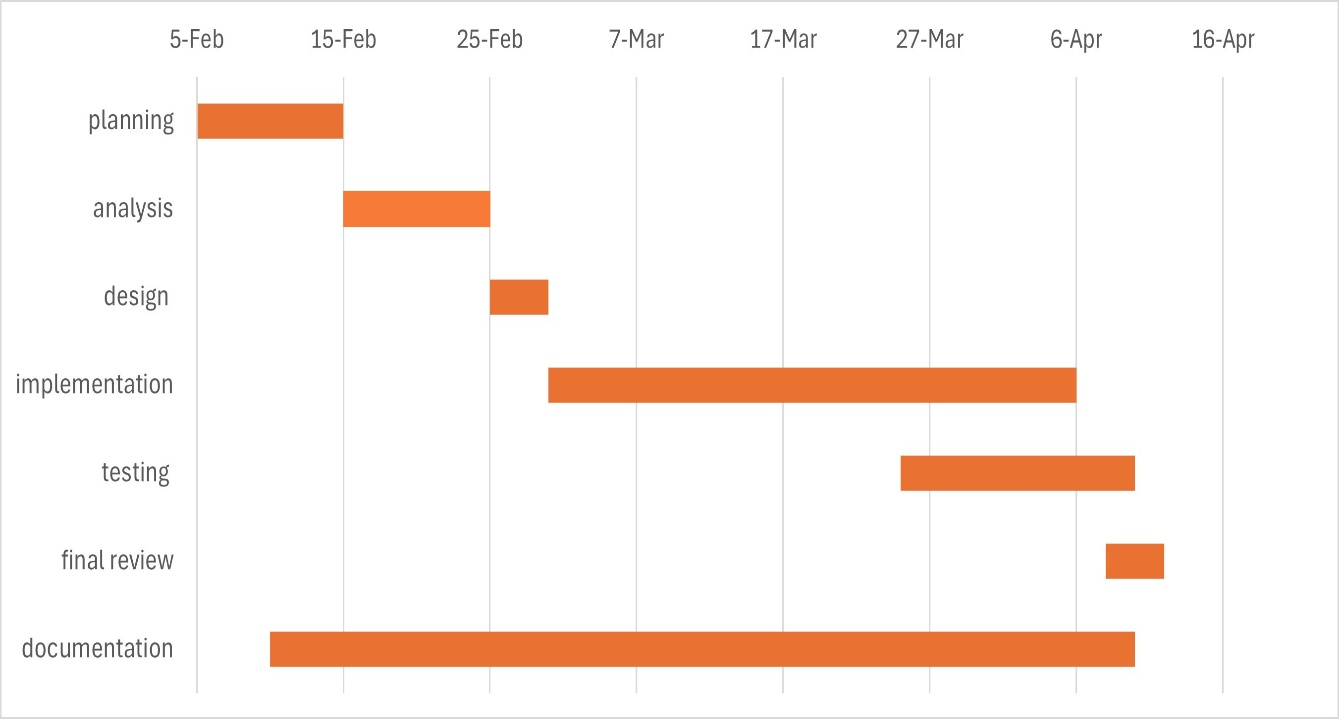 5-Feb 15-Feb 25-Feb 7-Mar 17-Mar 27-Mar 6-Apr 16-Apr
planning
analysis
design
implementation
testing
final review
documentation